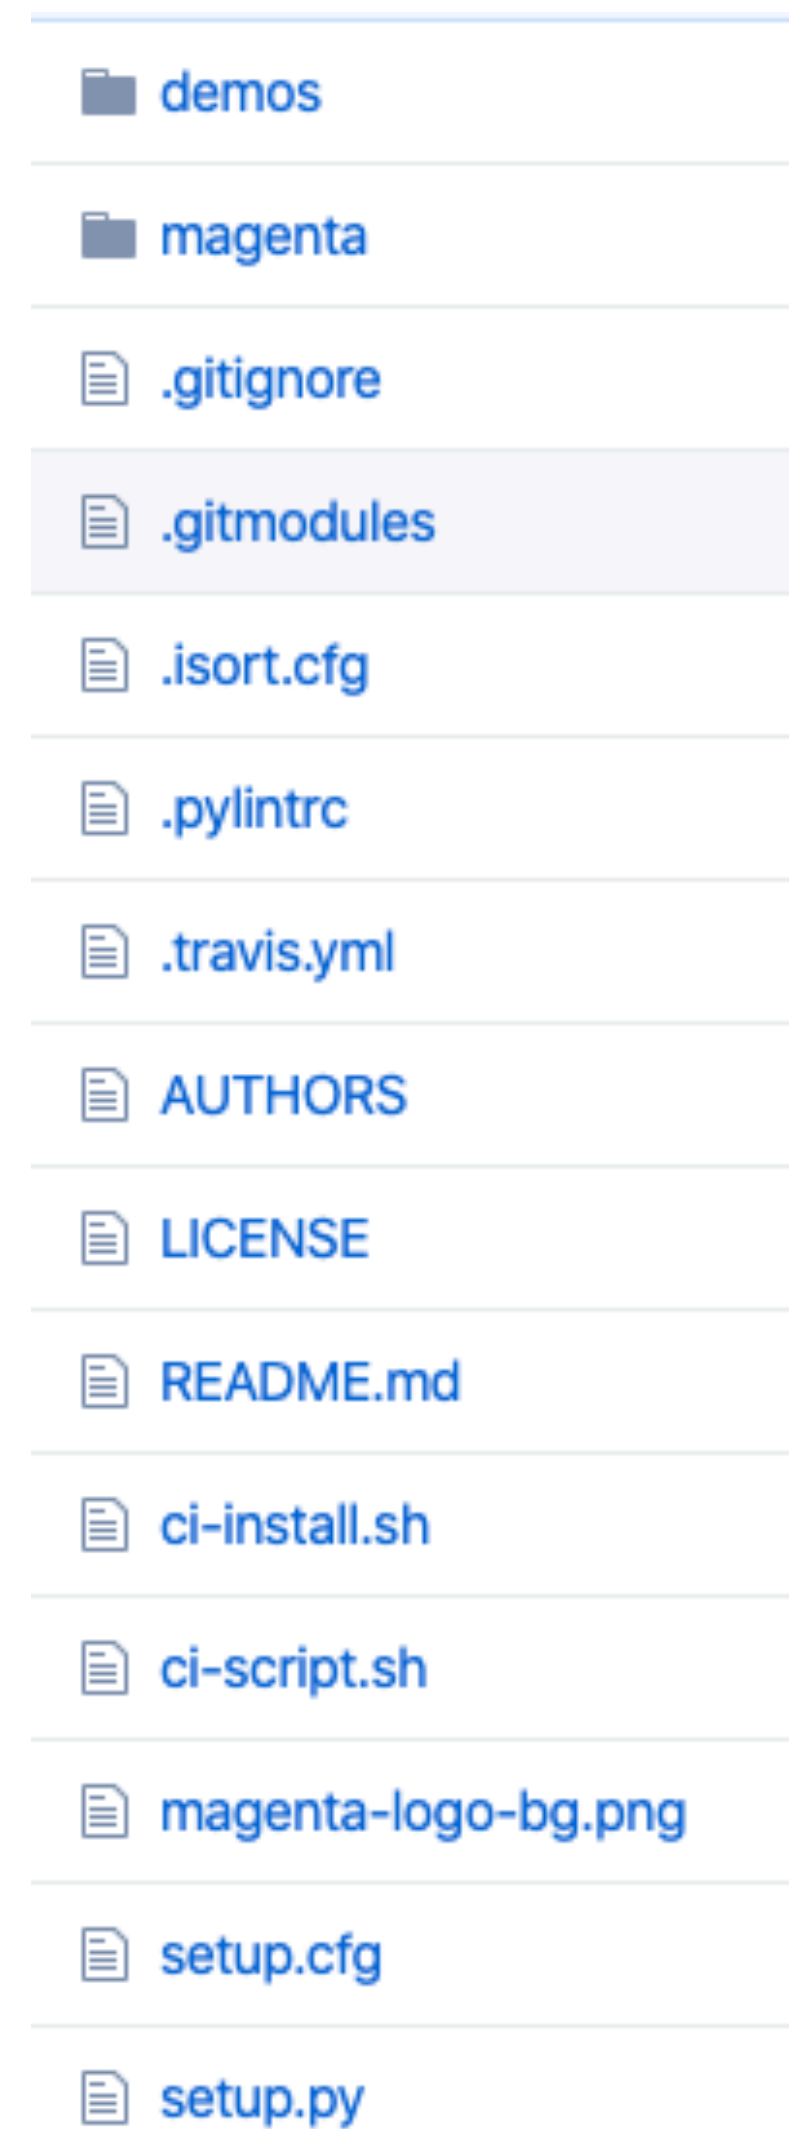 demos
magenta
.gitignore
.gitmodules
.isort.cfg
.pylintrc
.travis.yml
AUTHORS
LICENSE
README.md
ci-install.sh
ci-script.sh
magenta-logo-bg.png
setup.cfg
setup.py